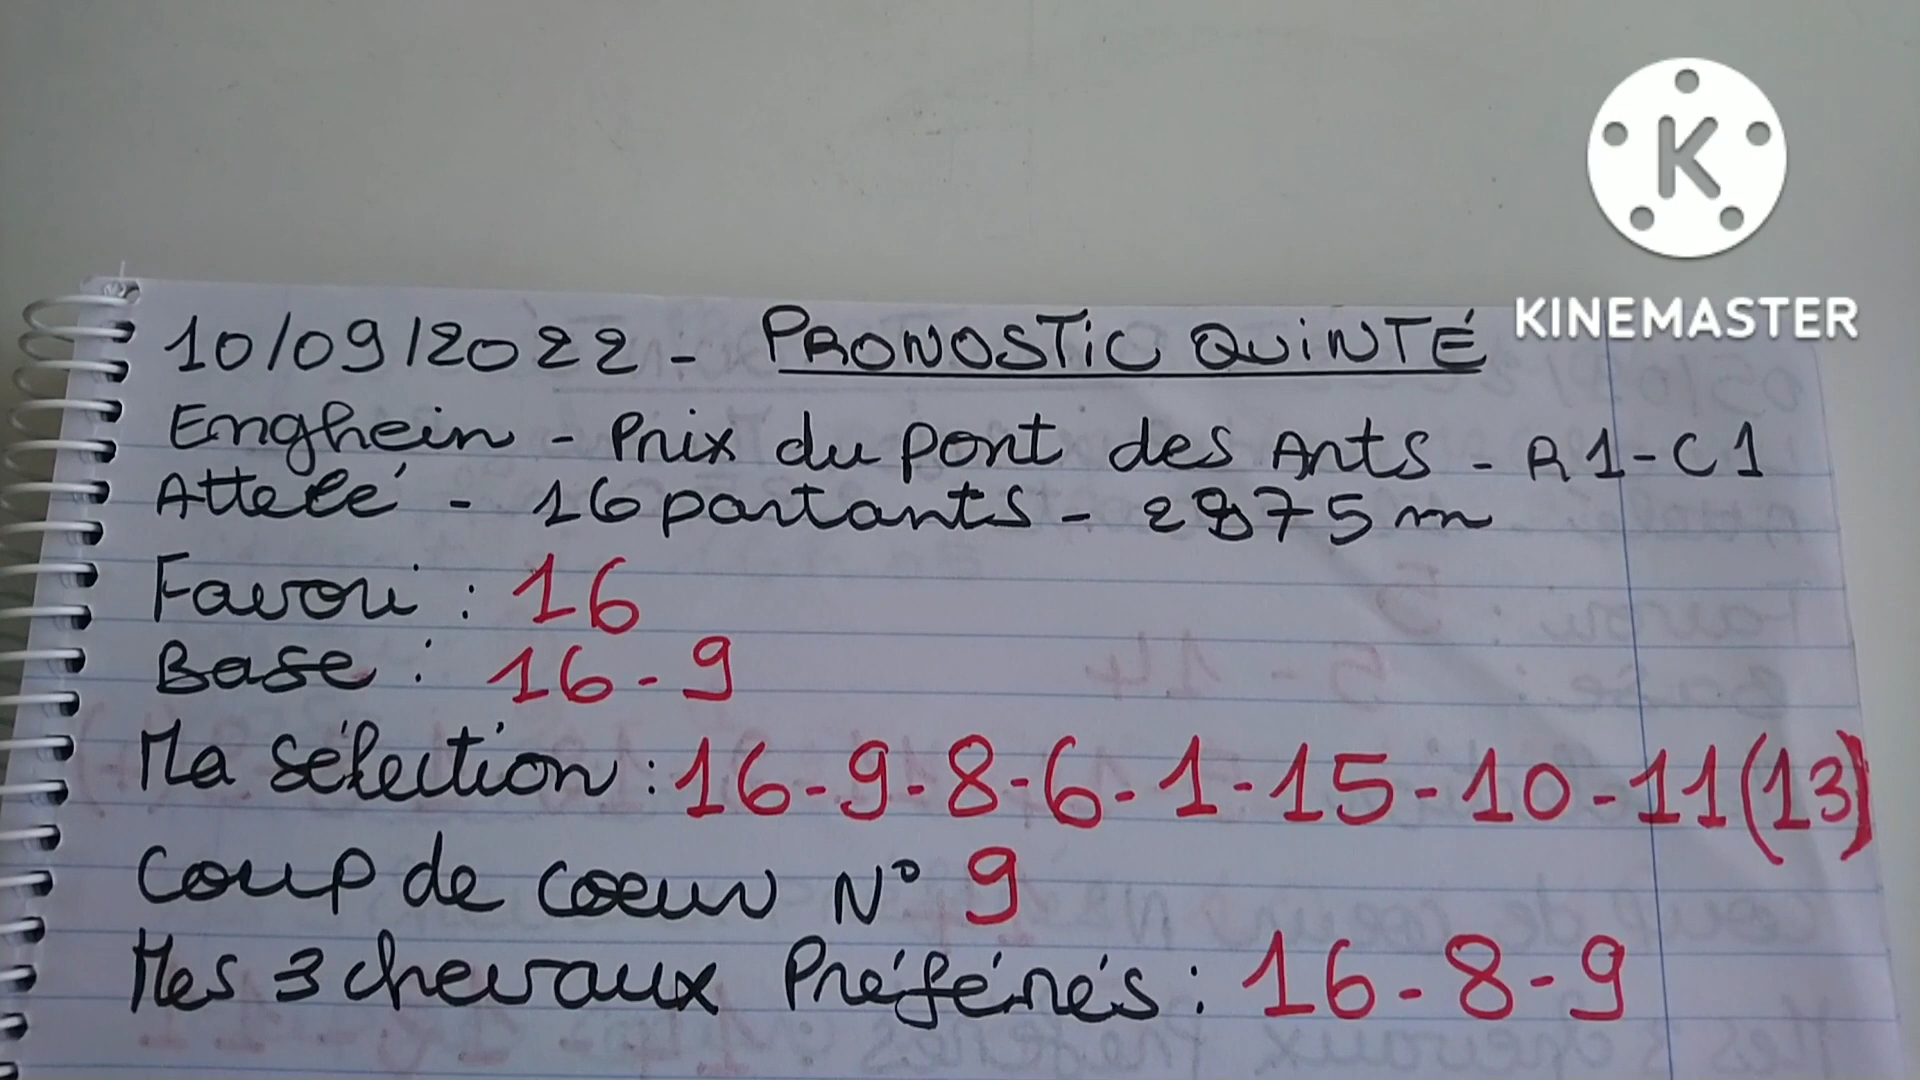 K
KINEMASTER
10/09/2022 - PRONOSTIC QUINTÉ
Enghein - Prix du pont des Arts - R1-C1
Attelé - 16 partants - 2875 m
Favori : 16
Base : 16 - 9
Ma sélection : 16 - 9 - 8 - 6 - 1 - 15 - 10 - 11 (13)
Coup de coeur N° 9
Mes 3 chevaux Préférés : 16 - 8 - 9